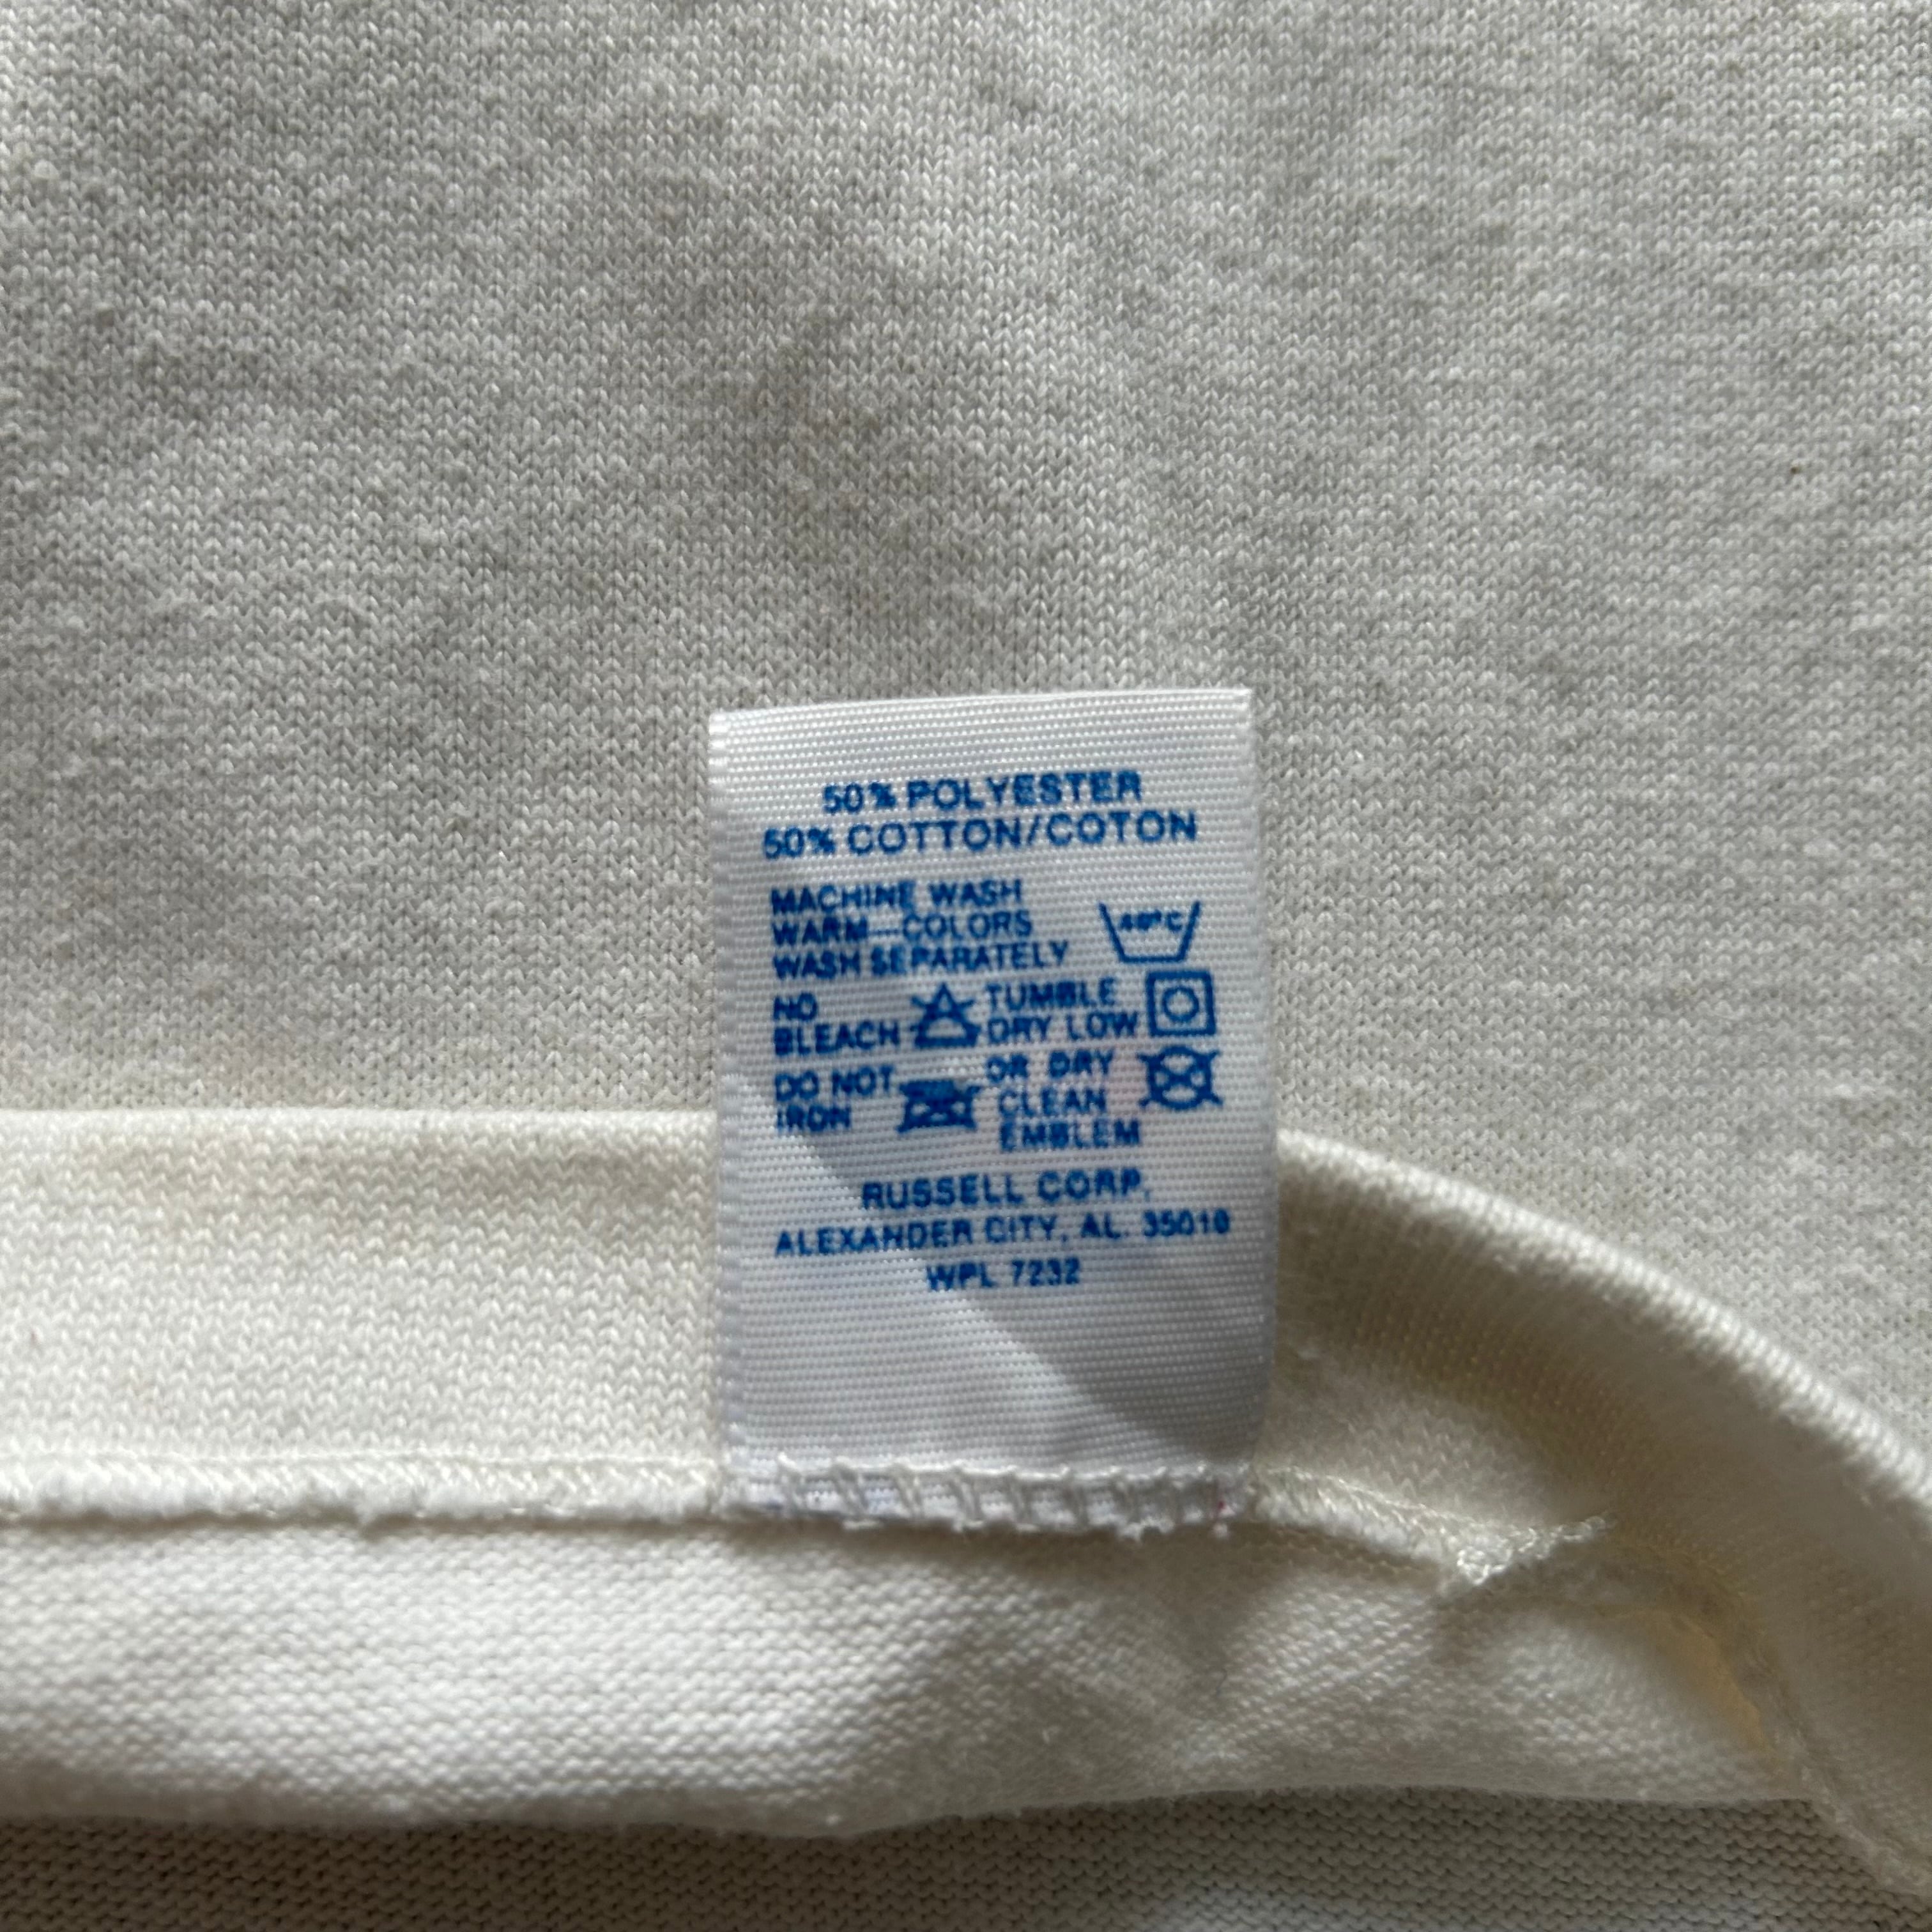 50% POLYESTER
50% COTTON/COTON
MACHINE WASH
WARM—COLORS
WASH SEPARATELY
40°C
NO
BLEACH
TUMBLE
DRY LOW
DO NOT
IRON
OR DRY
CLEAN
EMBLEM
RUSSELL CORP.
ALEXANDER CITY, AL. 35010
WPL 7232